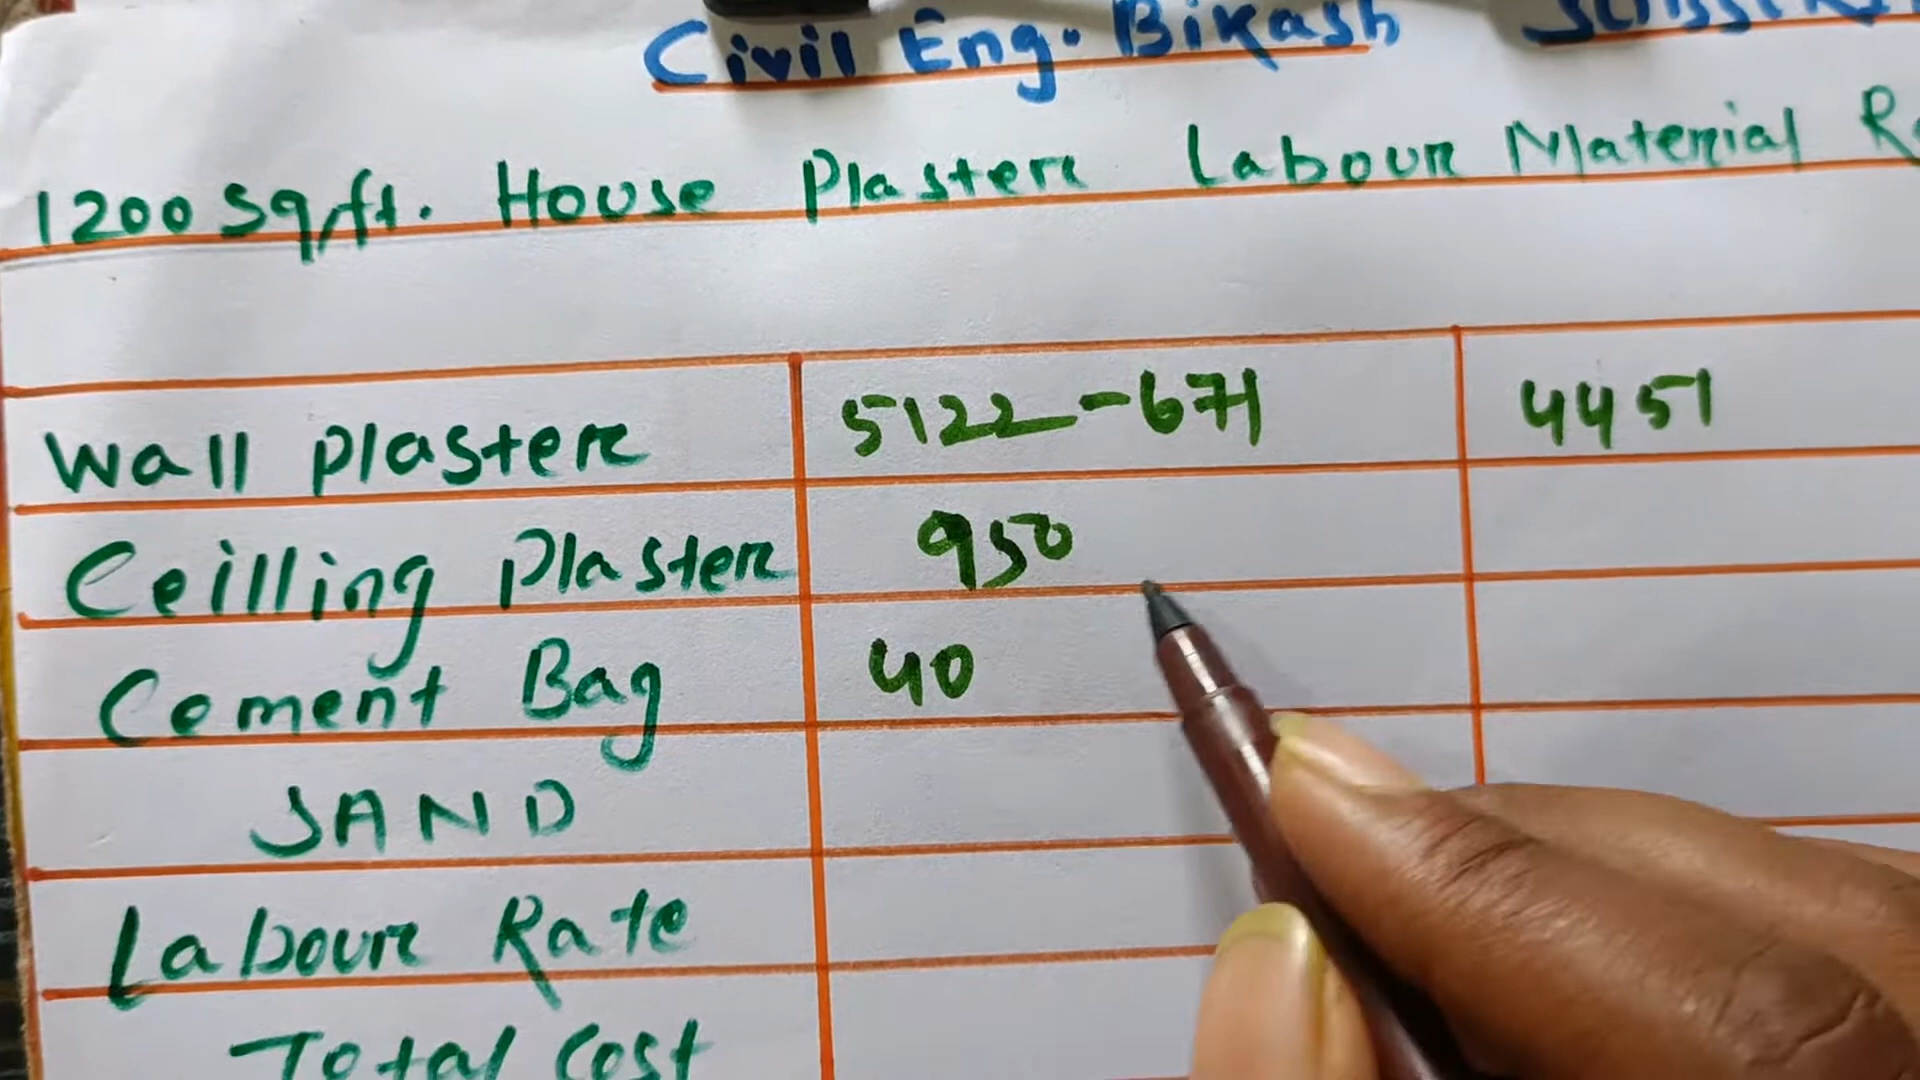 Civil Eng. Bikash
1200 Sq/ft. House Plaster Labour Material
Wall Plaster 5122-671 4451
Ceilling Plaster 950
Cement Bag 40
SAND
Labour Rate
Total Cost